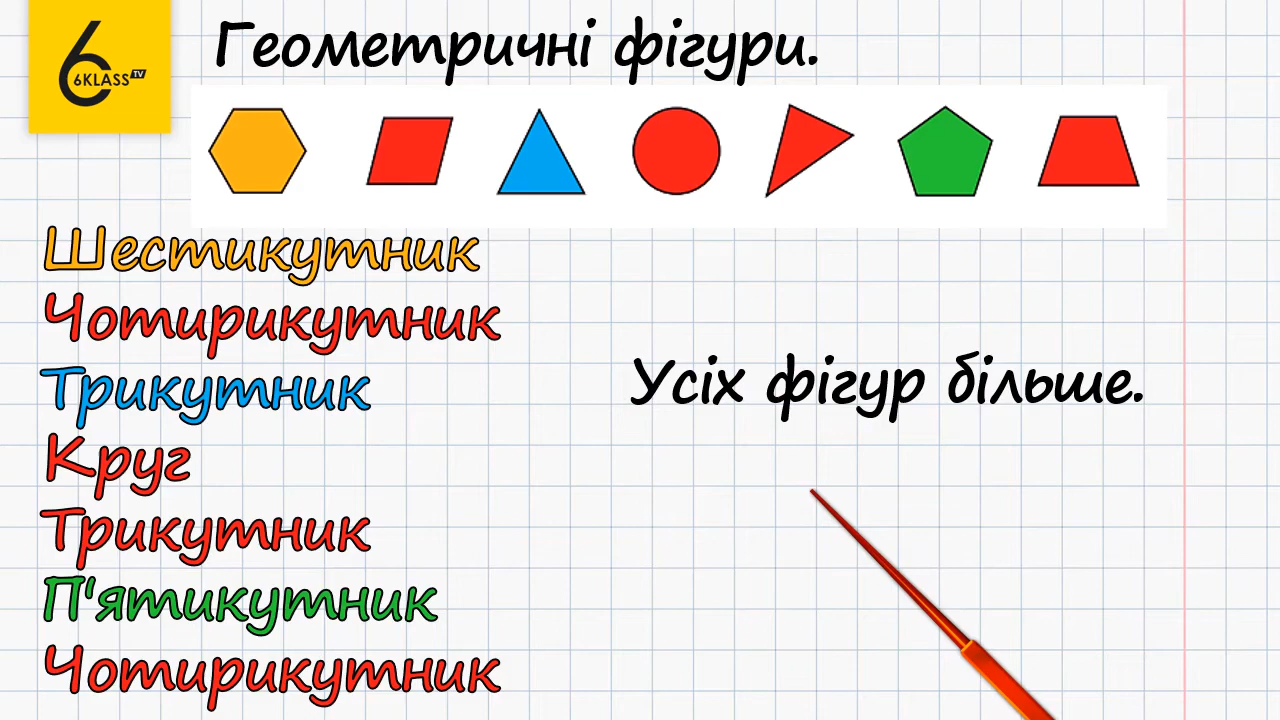 6KLASS TV
Геометричні фігури.
Шестикутник
Чотирикутник
Трикутник
Усіх фігур більше.
Круг
Трикутник
П'ятикутник
Чотирикутник